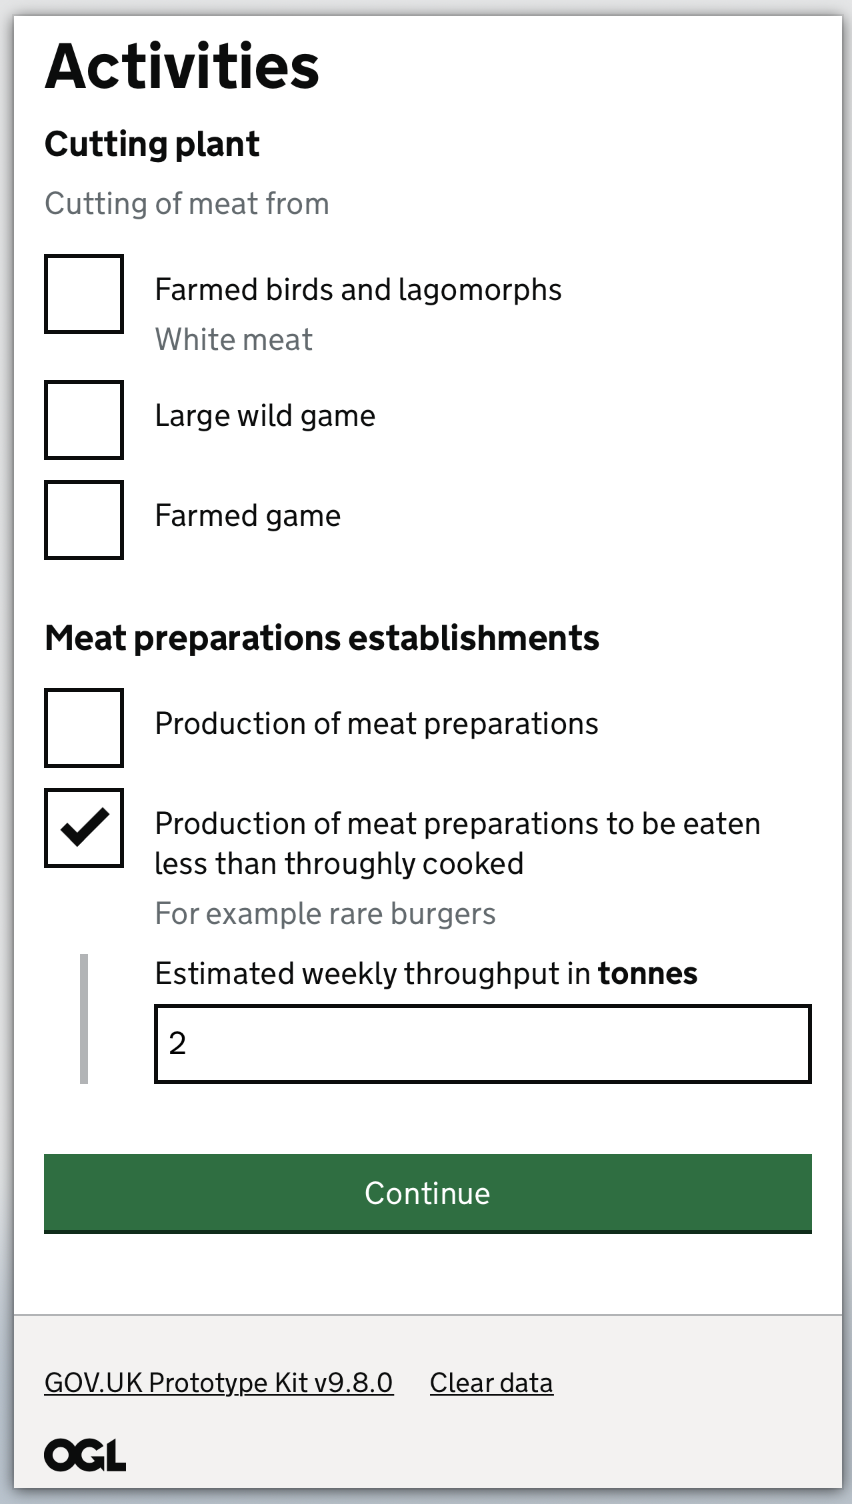 Activities
Cutting plant
Cutting of meat from
Farmed birds and lagomorphs
White meat
Large wild game
Farmed game
Meat preparations establishments
Production of meat preparations
Production of meat preparations to be eaten
less than throughly cooked
For example rare burgers
Estimated weekly throughput in tonnes
2
Continue
GOV.UK Prototype Kit v9.8.0 Clear data
OGL